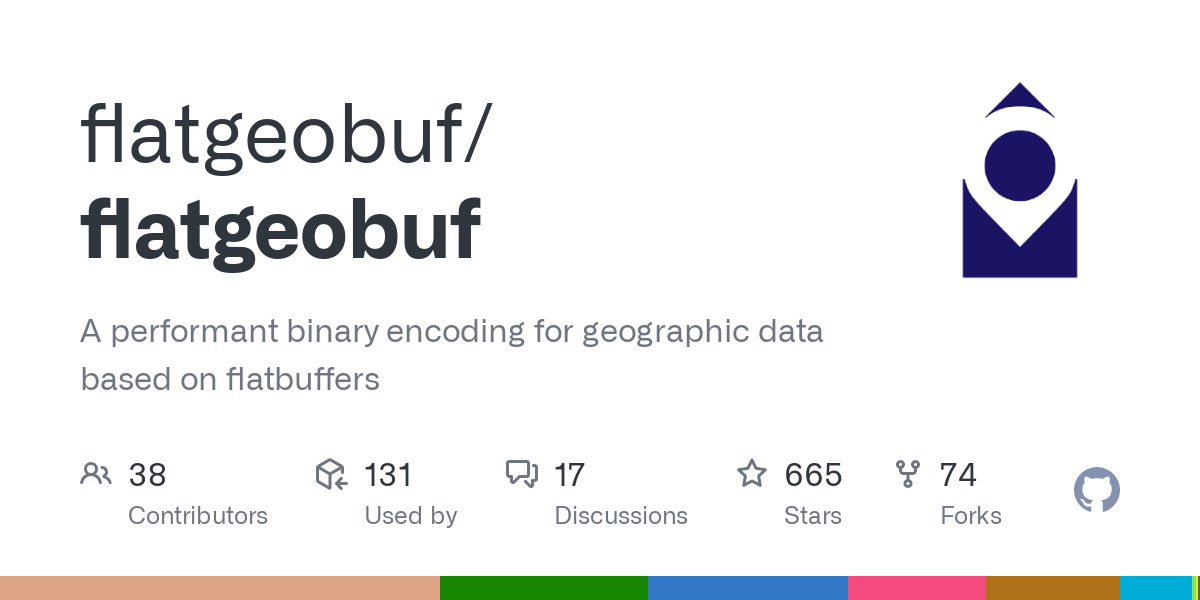 flatgeobuf/
flatgeobuf
A performant binary encoding for geographic data
based on flatbuffers
38 131 17 665 74
Contributors Used by Discussions Stars Forks